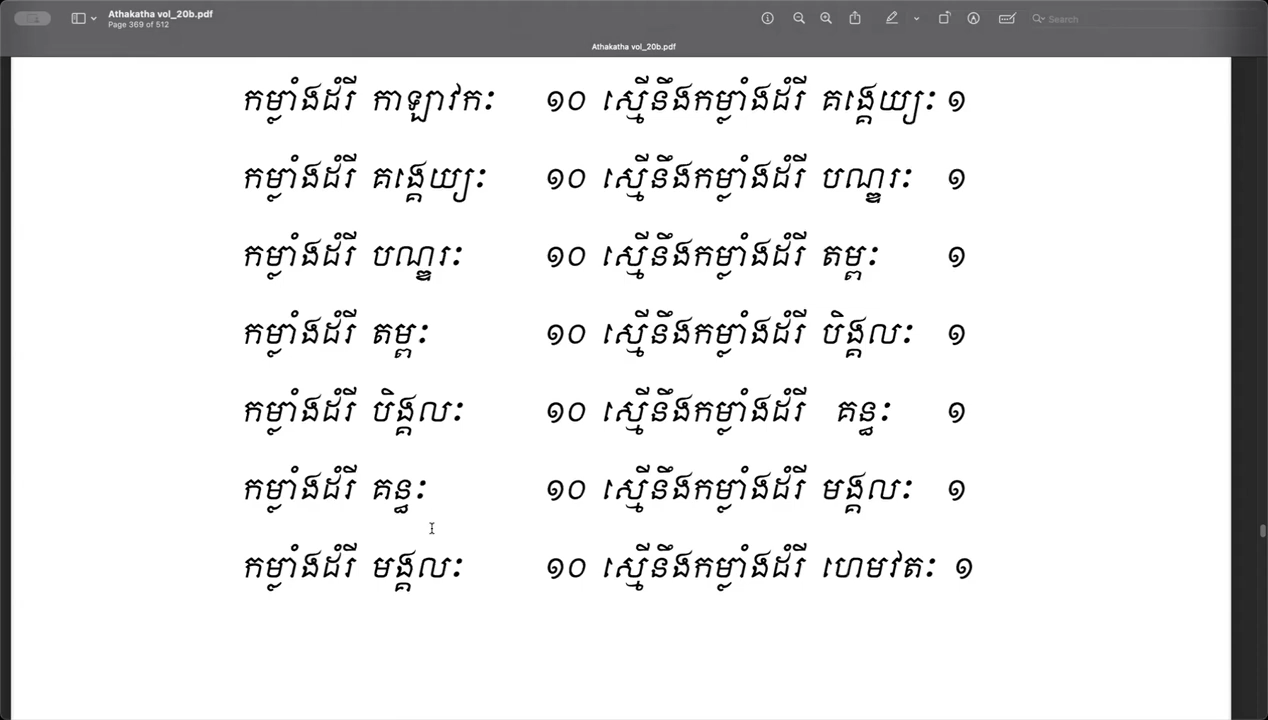 Athakatha vol_20b.pdf
Page 369 of 512
Search
Athakatha vol_20b.pdf
កម្លាំងដំរី កាឡាវកៈ ១០ ស្មើនឹងកម្លាំងដំរី គង្គេយ្យៈ ១
កម្លាំងដំរី គង្គេយ្យៈ ១០ ស្មើនឹងកម្លាំងដំរី បណ្ឌរៈ ១
កម្លាំងដំរី បណ្ឌរៈ ១០ ស្មើនឹងកម្លាំងដំរី តម្ពៈ ១
កម្លាំងដំរី តម្ពៈ ១០ ស្មើនឹងកម្លាំងដំរី បិង្គលៈ ១
កម្លាំងដំរី បិង្គលៈ ១០ ស្មើនឹងកម្លាំងដំរី គន្ធៈ ១
កម្លាំងដំរី គន្ធៈ ១០ ស្មើនឹងកម្លាំងដំរី មង្គលៈ ១
កម្លាំងដំរី មង្គលៈ ១០ ស្មើនឹងកម្លាំងដំរី ហេមវតៈ ១